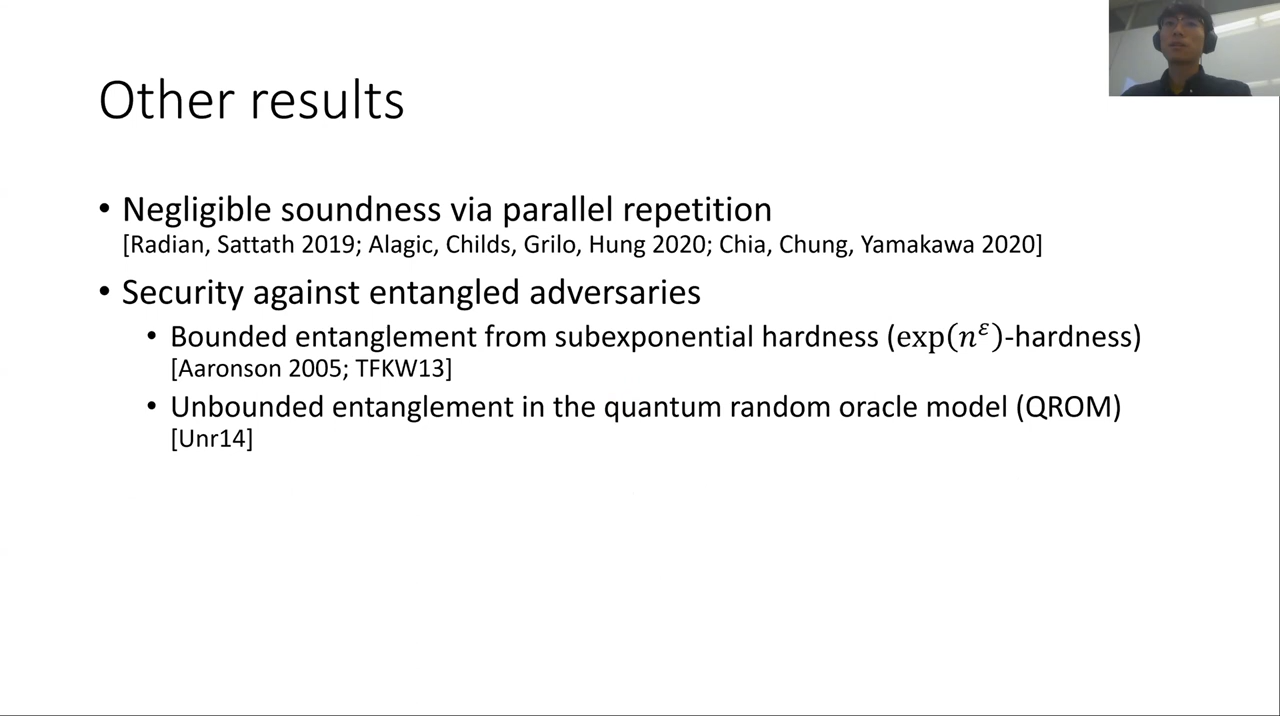 Other results
• Negligible soundness via parallel repetition
[Radian, Sattath 2019; Alagic, Childs, Grilo, Hung 2020; Chia, Chung, Yamakawa 2020]
• Security against entangled adversaries
• Bounded entanglement from subexponential hardness (exp(n^ε)-hardness)
[Aaronson 2005; TFKW13]
• Unbounded entanglement in the quantum random oracle model (QROM)
[Unr14]